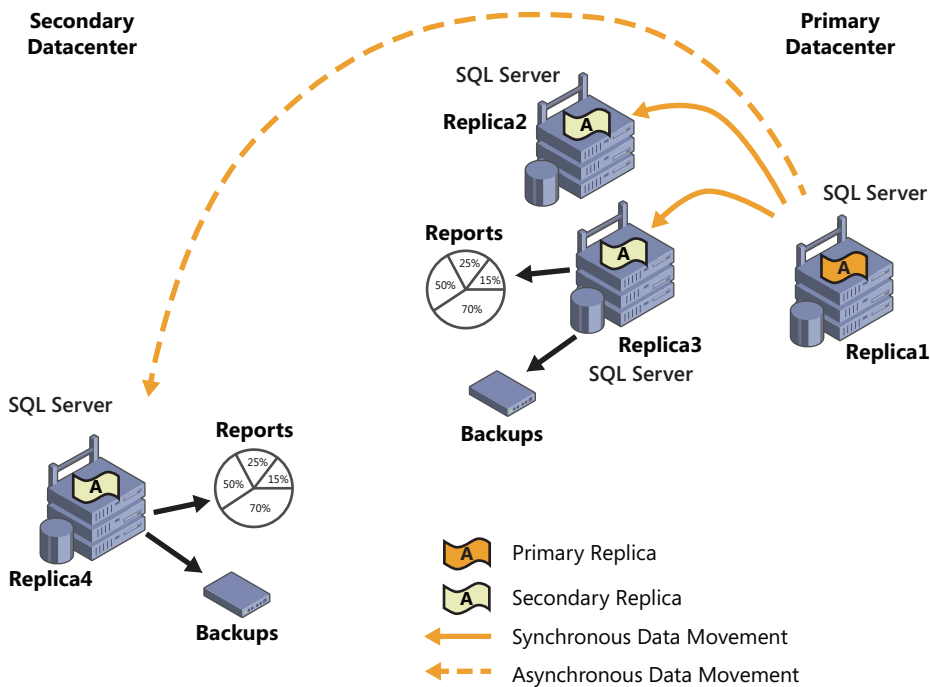 Secondary
Datacenter
Primary
Datacenter
SQL Server
Replica2
A
SQL Server
A
Replica1
Reports
25%
50%
15%
70%
A
Replica3
SQL Server
Backups
SQL Server
A
Replica4
Reports
25%
50%
15%
70%
Backups
A Primary Replica
A Secondary Replica
Synchronous Data Movement
Asynchronous Data Movement